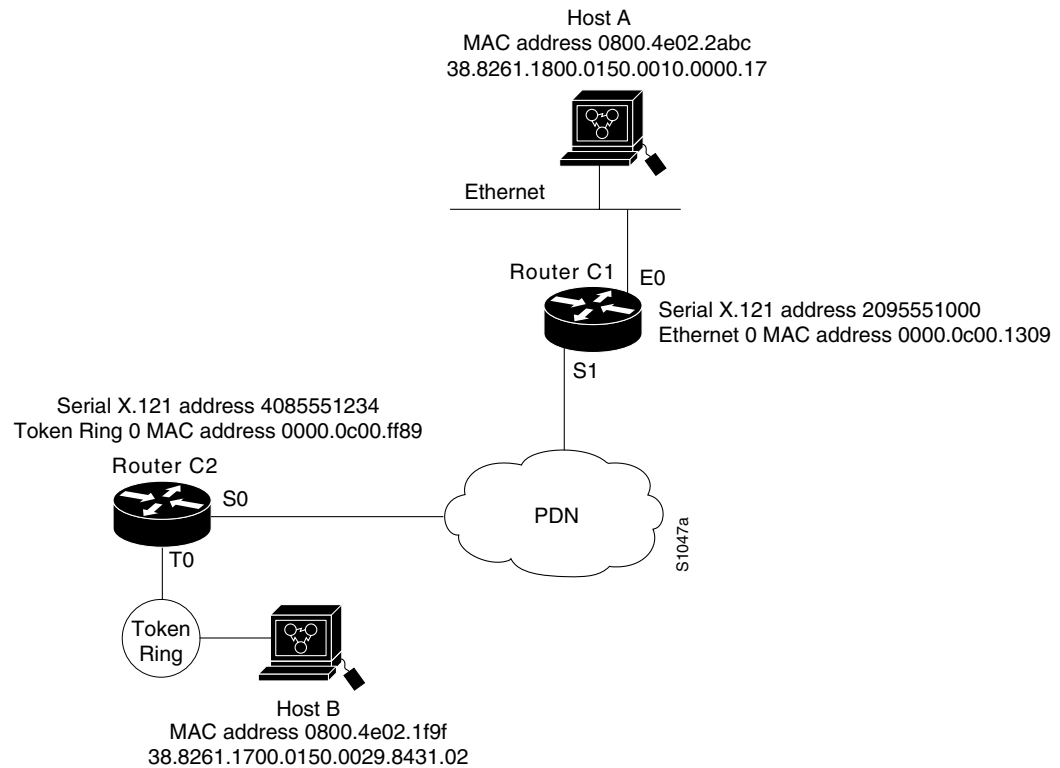 Host A
MAC address 0800.4e02.2abc
38.8261.1800.0150.0010.0000.17
Ethernet
Router C1
E0
Serial X.121 address 2095551000
Ethernet 0 MAC address 0000.0c00.1309
S1
Serial X.121 address 4085551234
Token Ring 0 MAC address 0000.0c00.ff89
Router C2
S0
PDN
S1047a
T0
Token
Ring
Host B
MAC address 0800.4e02.1f9f
38.8261.1700.0150.0029.8431.02